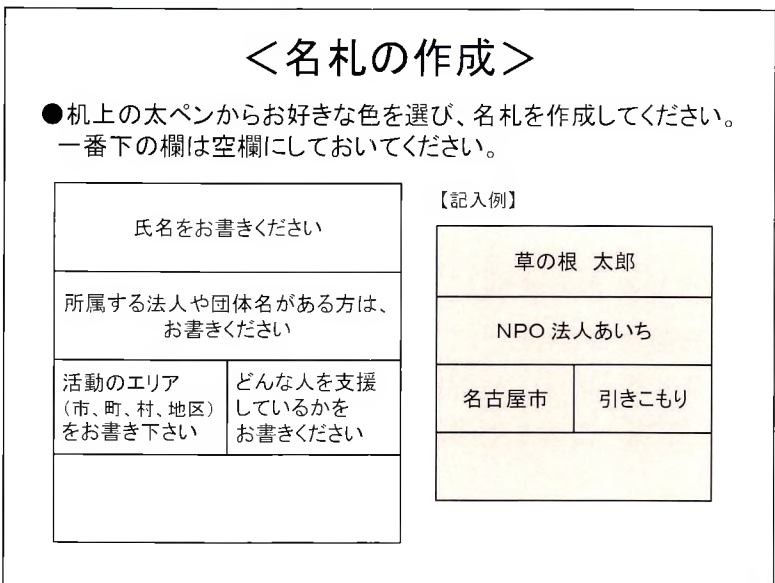 ＜名札の作成＞
●机上の太ペンからお好きな色を選び、名札を作成してください。
一番下の欄は空欄にしておいてください。
氏名をお書きください
所属する法人や団体名がある方は、
お書きください
活動のエリア
(市、町、村、地区)
をお書き下さい
どんな人を支援
しているかを
お書きください
【記入例】
草の根 太郎
NPO 法人あいち
名古屋市
引きこもり